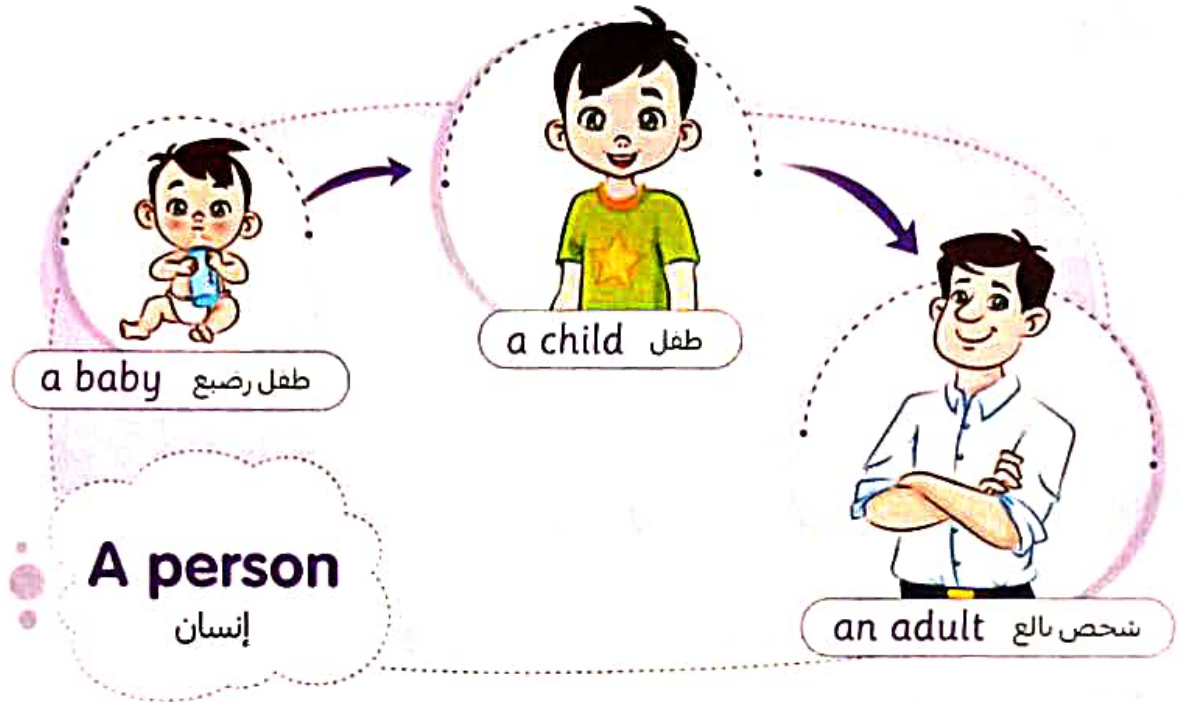 a baby طفل رضيع
a child طفل
an adult شخص بالغ
A person
إنسان